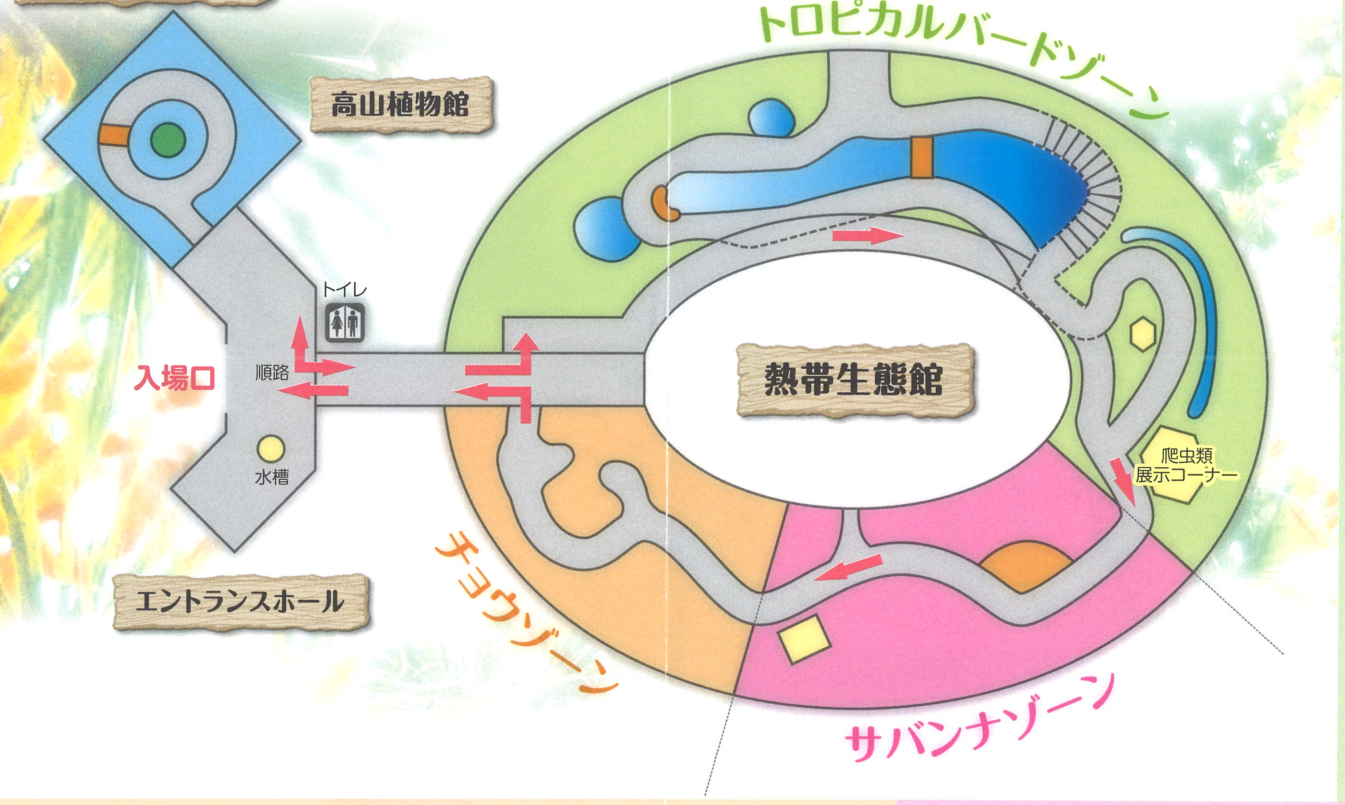 トロピカルバードゾーン
高山植物館
トイレ
入場口
順路
熱帯生態館
水槽
爬虫類
展示コーナー
チョウゾーン
エントランスホール
サバンナゾーン